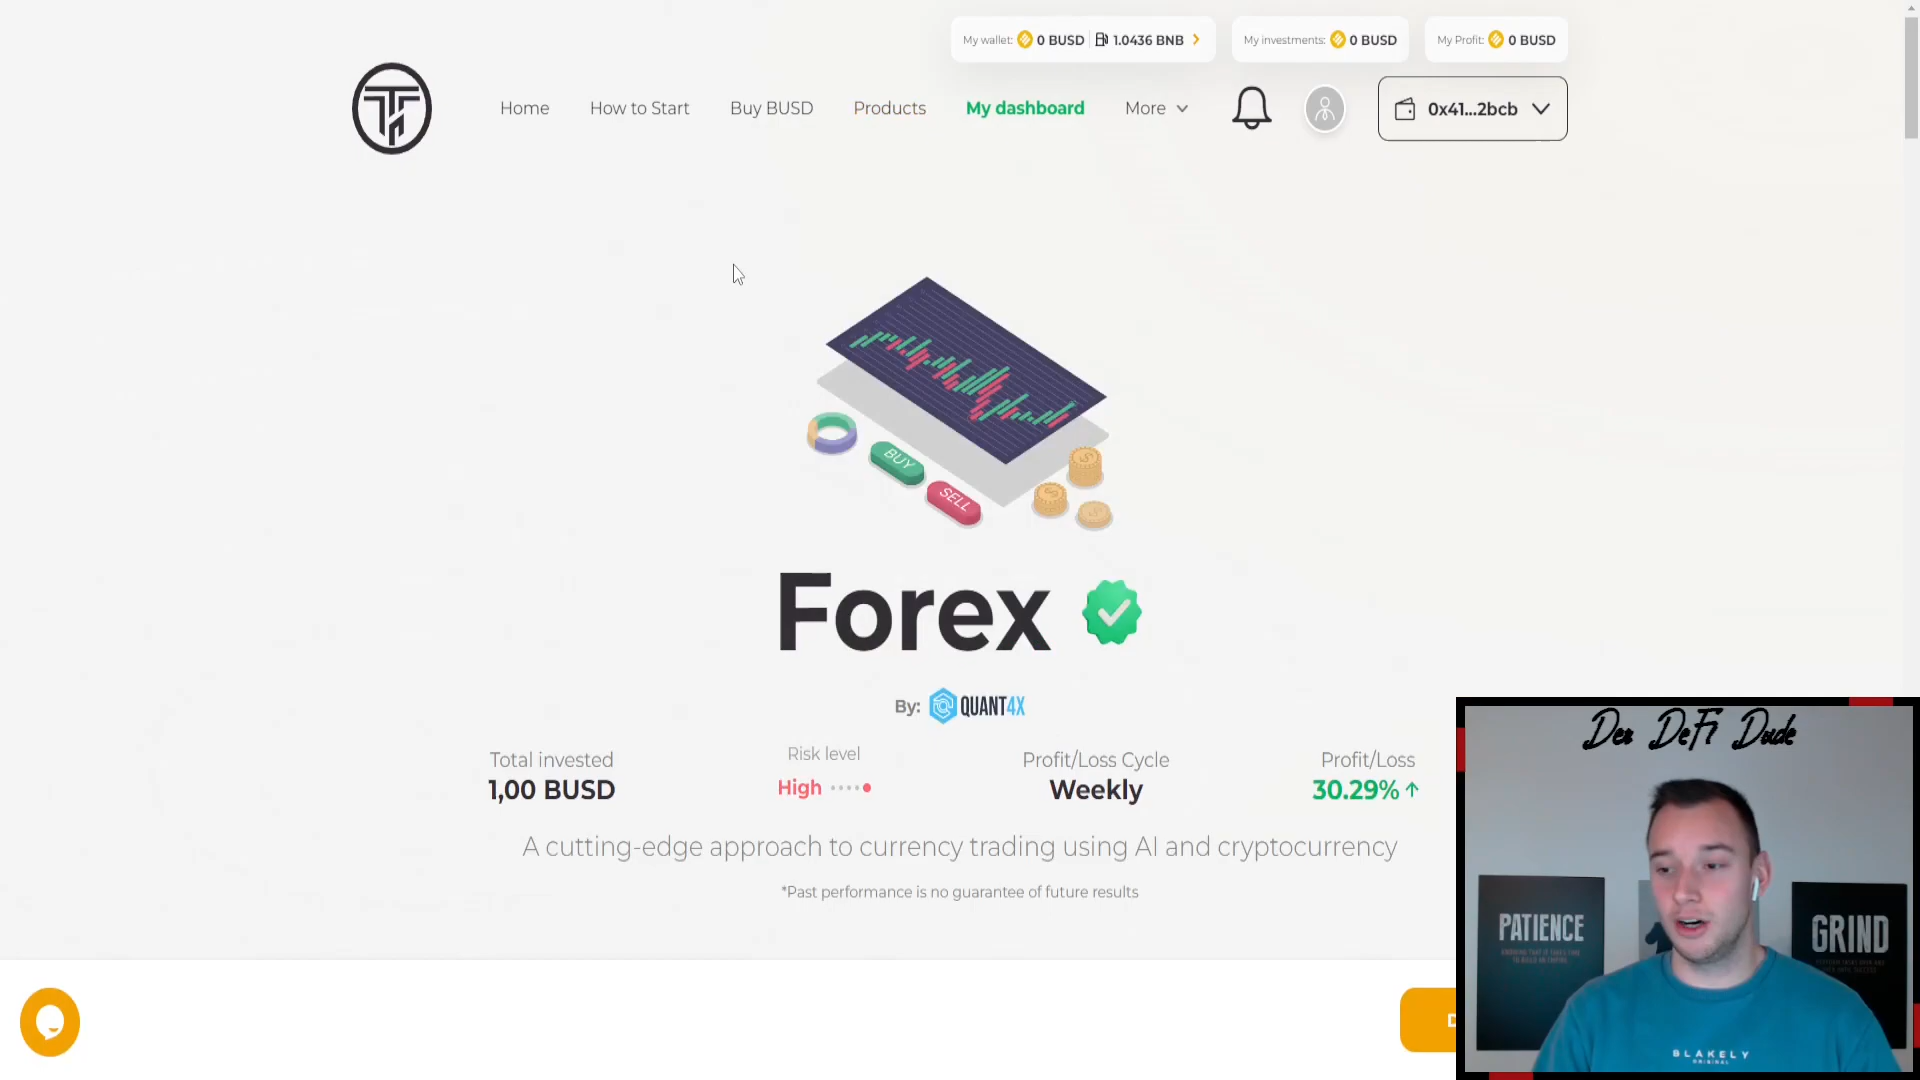 My wallet: 0 BUSD 1.0436 BNB
My investments: 0 BUSD
My Profit: 0 BUSD
Home
How to Start
Buy BUSD
Products
My dashboard
More
0x41...2bcb
BUY
SELL
Forex
By: QUANT4X
Total invested
1,00 BUSD
Risk level
High
Profit/Loss Cycle
Weekly
Profit/Loss
30.29%
A cutting-edge approach to currency trading using AI and cryptocurrency
*Past performance is no guarantee of future results
Dex DeFi Dude
PATIENCE
GRIND
BLAKELY
ORIGINAL